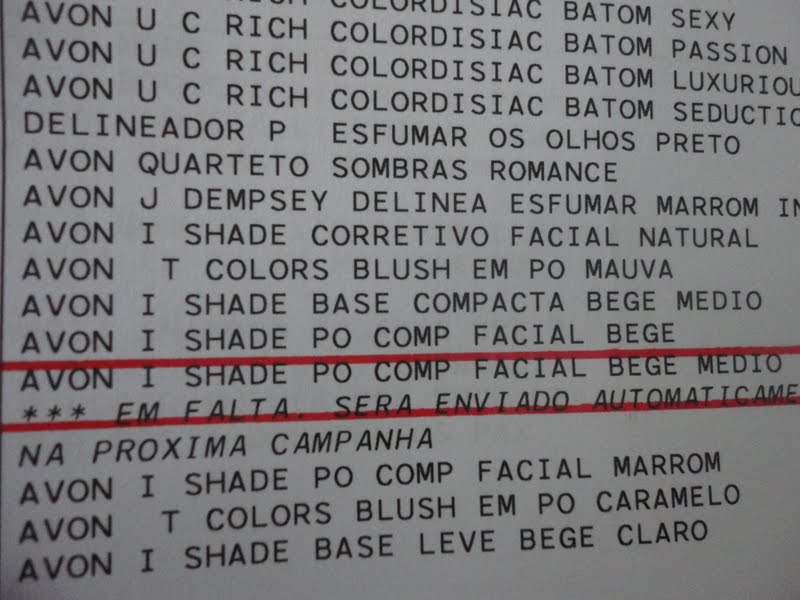 AVON U C RICH COLORDISIAC BATOM SEXY
AVON U C RICH COLORDISIAC BATOM PASSION
AVON U C RICH COLORDISIAC BATOM
AVON U C RICH COLORDISIAC BATOM
DELINEADOR P ESFUMAR OS OLHOS PRETO
AVON QUARTETO SOMBRAS ROMANCE
AVON J DEMPSEY DELINEA ESFUMAR MARROM
AVON I SHADE CORRETIVO FACIAL NATURAL
AVON T COLORS BLUSH EM PO MAUVA
AVON I SHADE BASE COMPACTA BEGE MEDIO
AVON I SHADE PO COMP FACIAL BEGE
AVON I SHADE PO COMP FACIAL BEGE MEDIO
*** EM FALTA. SERA ENVIADO AUTOMATICAME
NA PROXIMA CAMPANHA
AVON I SHADE PO COMP FACIAL MARROM
AVON T COLORS BLUSH EM PO CARAMELO
AVON I SHADE BASE LEVE BEGE CLARO